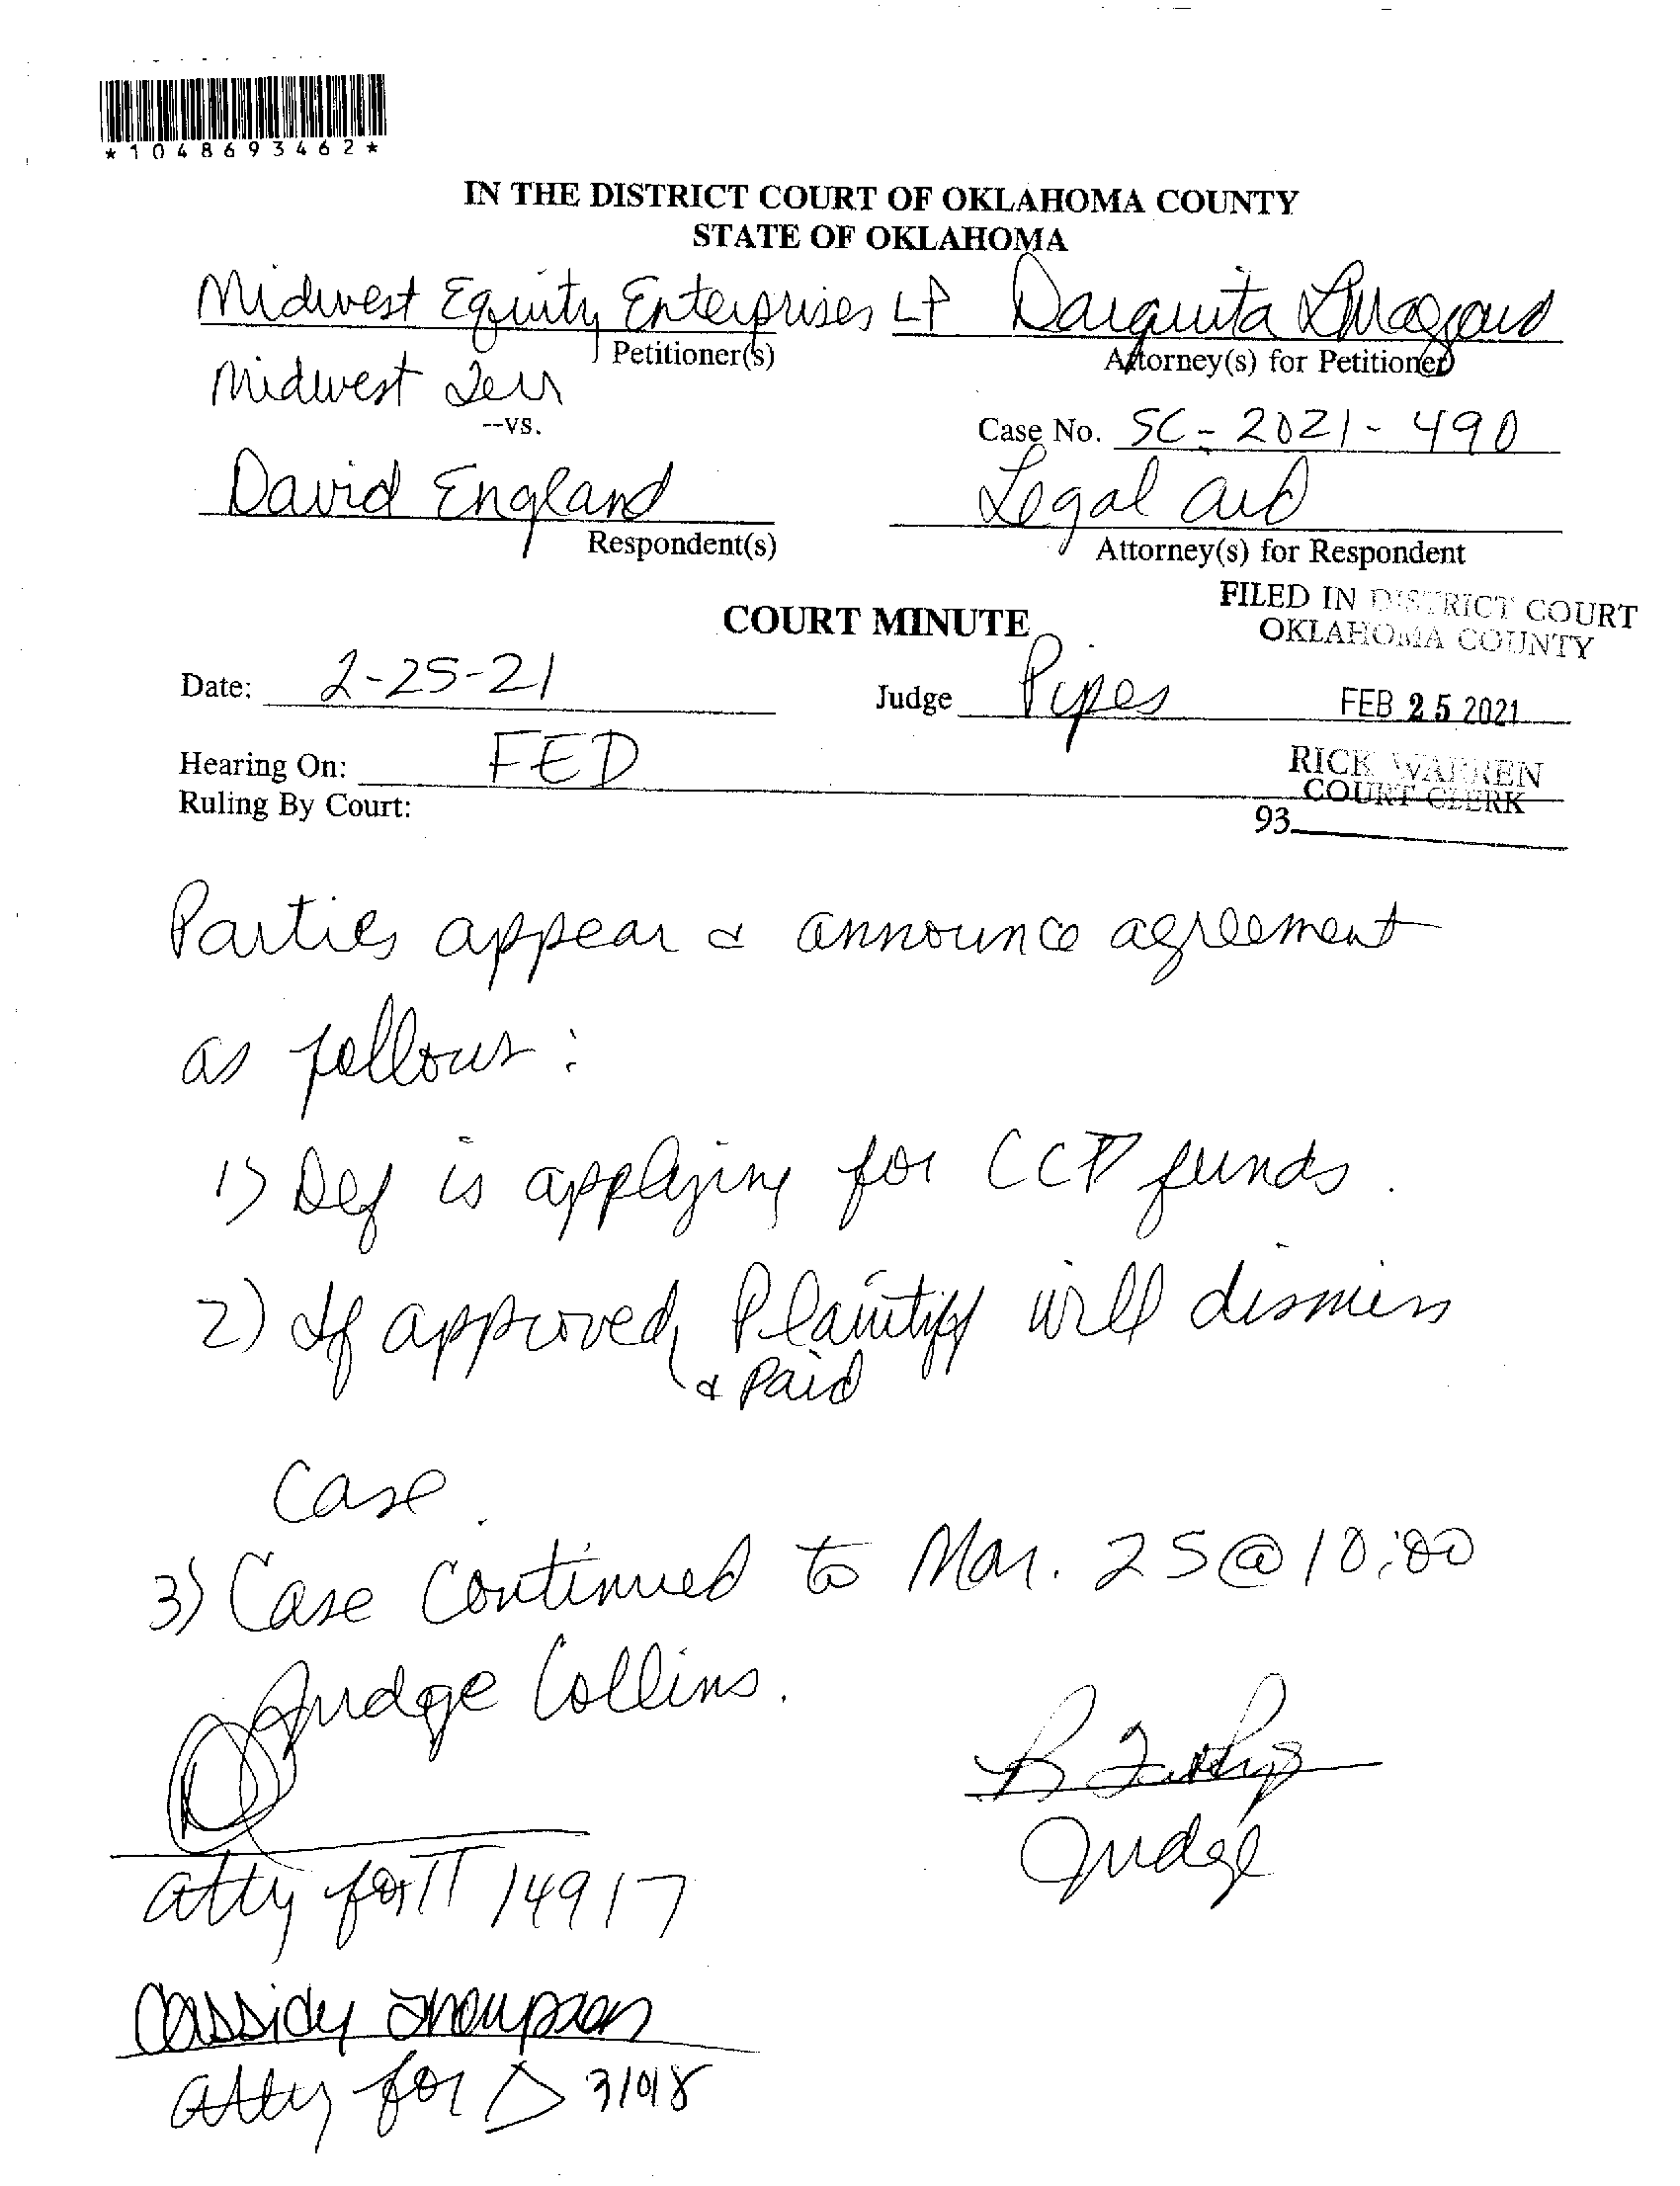 *1048693462*
IN THE DISTRICT COURT OF OKLAHOMA COUNTY
STATE OF OKLAHOMA
Midwest Equity Enterprises LP Darquita
Petitioner(s) Attorney(s) for Petitioner
Midwest
--vs.
Case No. SC-2021-490
David England Legal aid
Respondent(s) Attorney(s) for Respondent
FILED IN DISTRICT COURT
OKLAHOMA COUNTY
COURT MINUTE
Date: 2-25-21 Judge Pipes
FEB 25 2021
Hearing On: FED
RICK WARREN
COURT CLERK
Ruling By Court:
93
Parties appear & announce agreement
as follows:
1) Def is applying for CCP funds.
2) If approved, Plaintiff will dismiss
& Paid
Case.
3) Case Continued to Mar. 25@10:00
Judge Collins.
Judge
atty for π 14917
Cassidy Thompson
atty for Δ